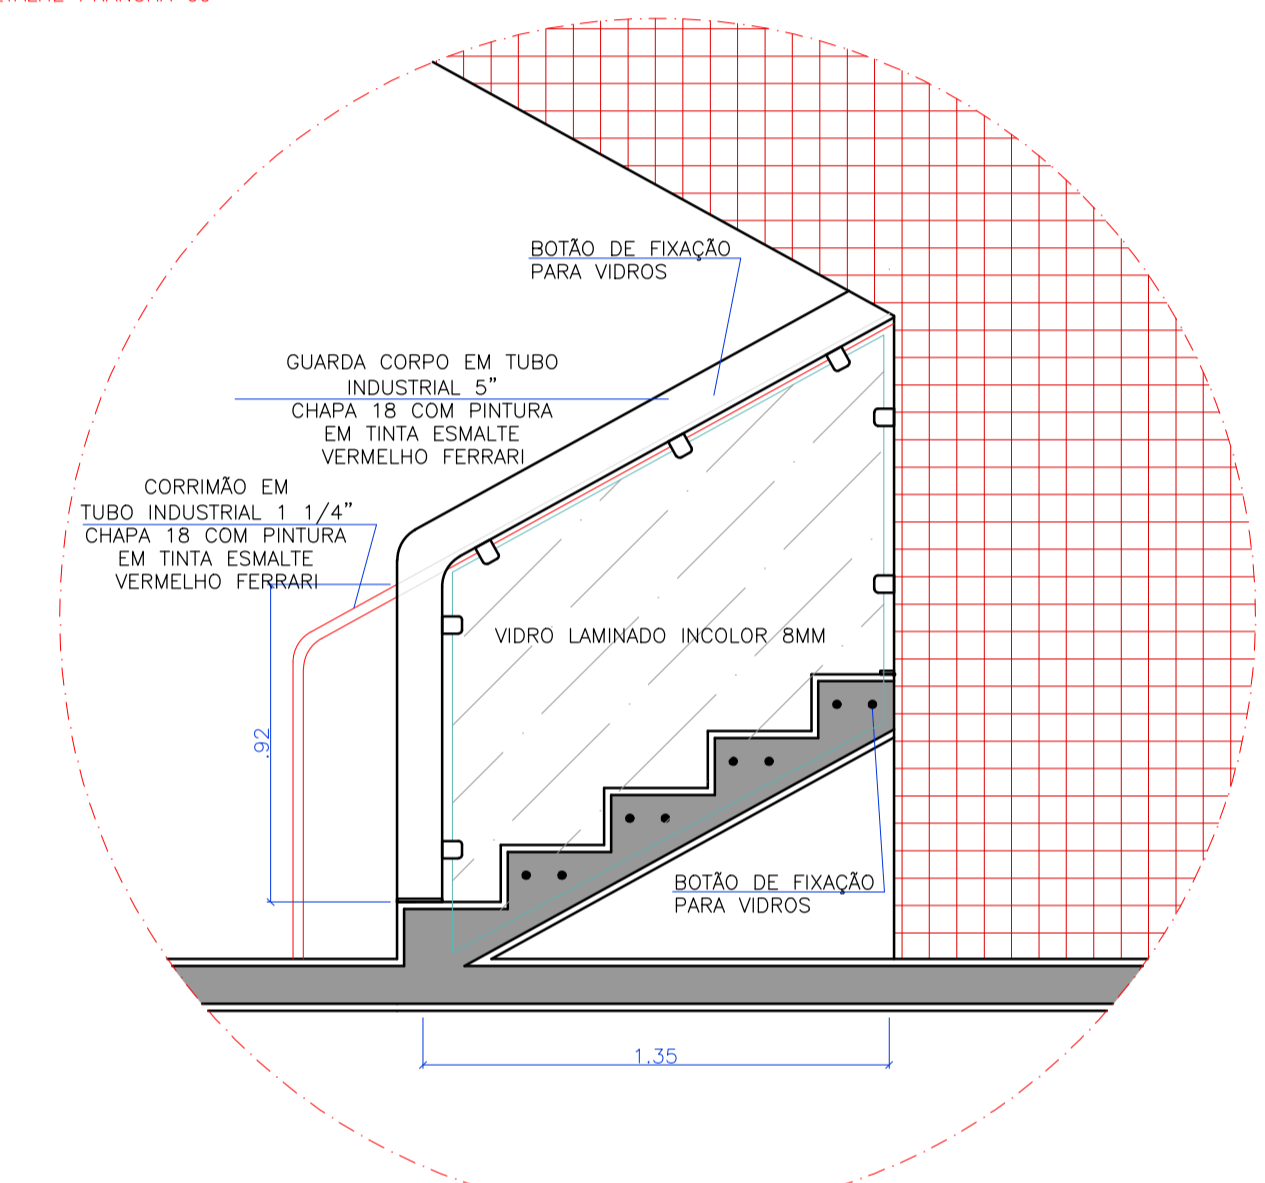 BOTÃO DE FIXAÇÃO
PARA VIDROS
GUARDA CORPO EM TUBO
INDUSTRIAL 5”
CHAPA 18 COM PINTURA
EM TINTA ESMALTE
VERMELHO FERRARI
CORRIMÃO EM
TUBO INDUSTRIAL 1 1/4”
CHAPA 18 COM PINTURA
EM TINTA ESMALTE
VERMELHO FERRARI
VIDRO LAMINADO INCOLOR 8MM
.92
BOTÃO DE FIXAÇÃO
PARA VIDROS
1.35